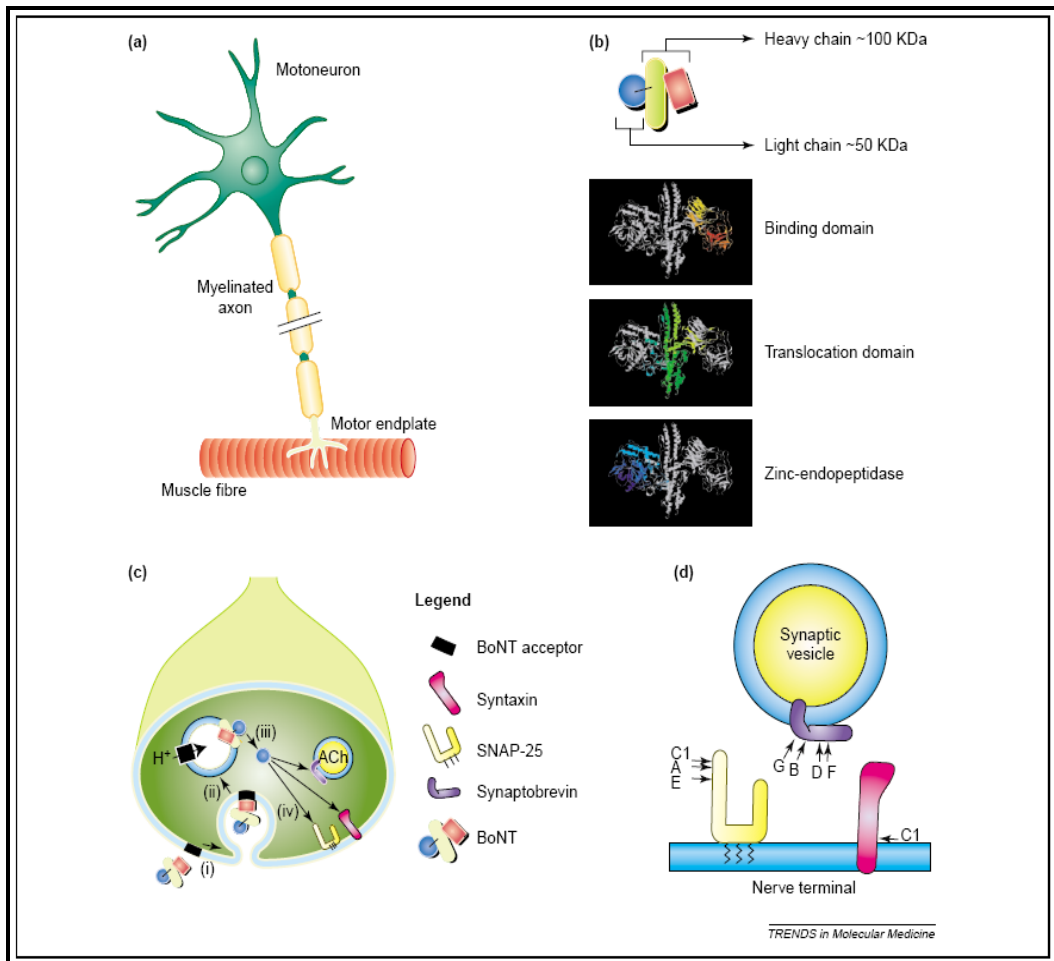 (a)
Motoneuron
Myelinated
axon
Motor endplate
Muscle fibre
(b)
Heavy chain ~100 KDa
Light chain ~50 KDa
Binding domain
Translocation domain
Zinc-endopeptidase
(c)
H+
(iii)
ACh
(ii)
(iv)
(i)
Legend
BoNT acceptor
Syntaxin
SNAP-25
Synaptobrevin
BoNT
(d)
Synaptic
vesicle
G B D F
C1
A
E
C1
Nerve terminal
TRENDS in Molecular Medicine